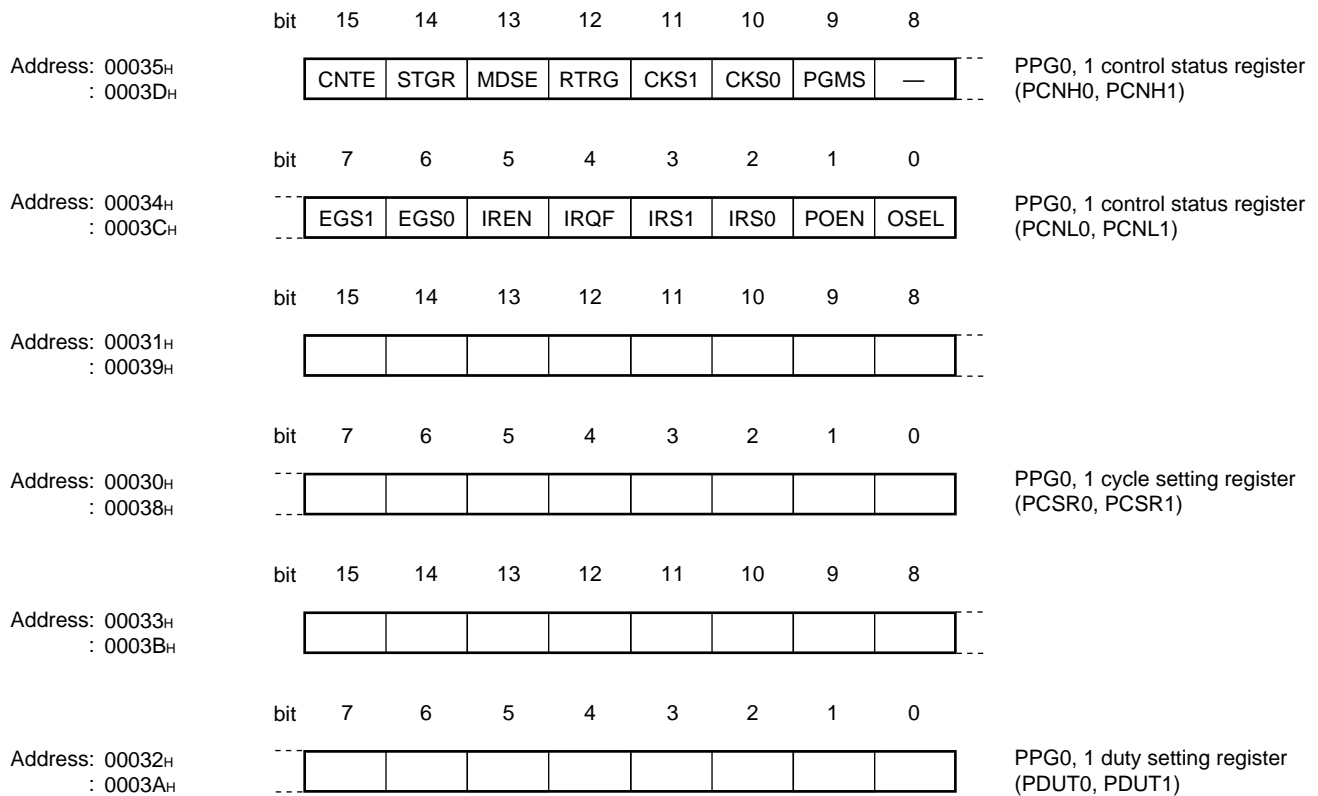 bit 15 14 13 12 11 10 9 8
Address: 00035H CNTE STGR MDSE RTRG CKS1 CKS0 PGMS — PPG0, 1 control status register
: 0003DH (PCNH0, PCNH1)
bit 7 6 5 4 3 2 1 0
Address: 00034H EGS1 EGS0 IREN IRQF IRS1 IRS0 POEN OSEL PPG0, 1 control status register
: 0003CH (PCNL0, PCNL1)
bit 15 14 13 12 11 10 9 8
Address: 00031H
: 00039H
bit 7 6 5 4 3 2 1 0
Address: 00030H PPG0, 1 cycle setting register
: 00038H (PCSR0, PCSR1)
bit 15 14 13 12 11 10 9 8
Address: 00033H
: 0003BH
bit 7 6 5 4 3 2 1 0
Address: 00032H PPG0, 1 duty setting register
: 0003AH (PDUT0, PDUT1)